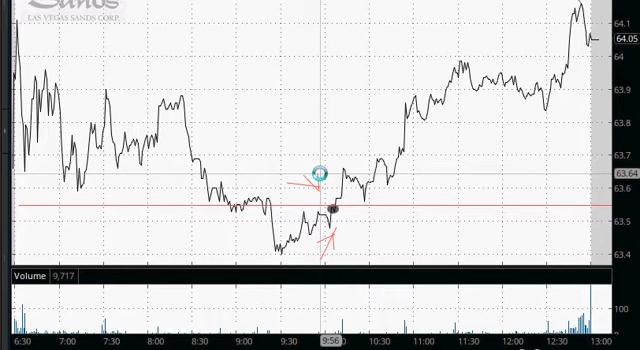 Sands
LAS VEGAS SANDS CORP.
64.1
64.05
64
63.9
63.8
63.7
63.64
63.6
63.5
63.4
N
Volume 9,717
100
0
6:30 7:00 7:30 8:00 8:30 9:00 9:30 9:56 10:30 11:00 11:30 12:00 12:30 13:00